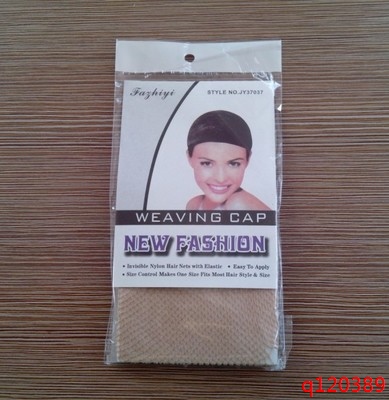 Fazhiyi
STYLE NO.JY37037
WEAVING CAP
NEW FASHION
• Invisible Nylon Hair Nets with Elastic • Easy To Apply
• Size Control Makes One Size Fits Most Hair Style & Size
q120389